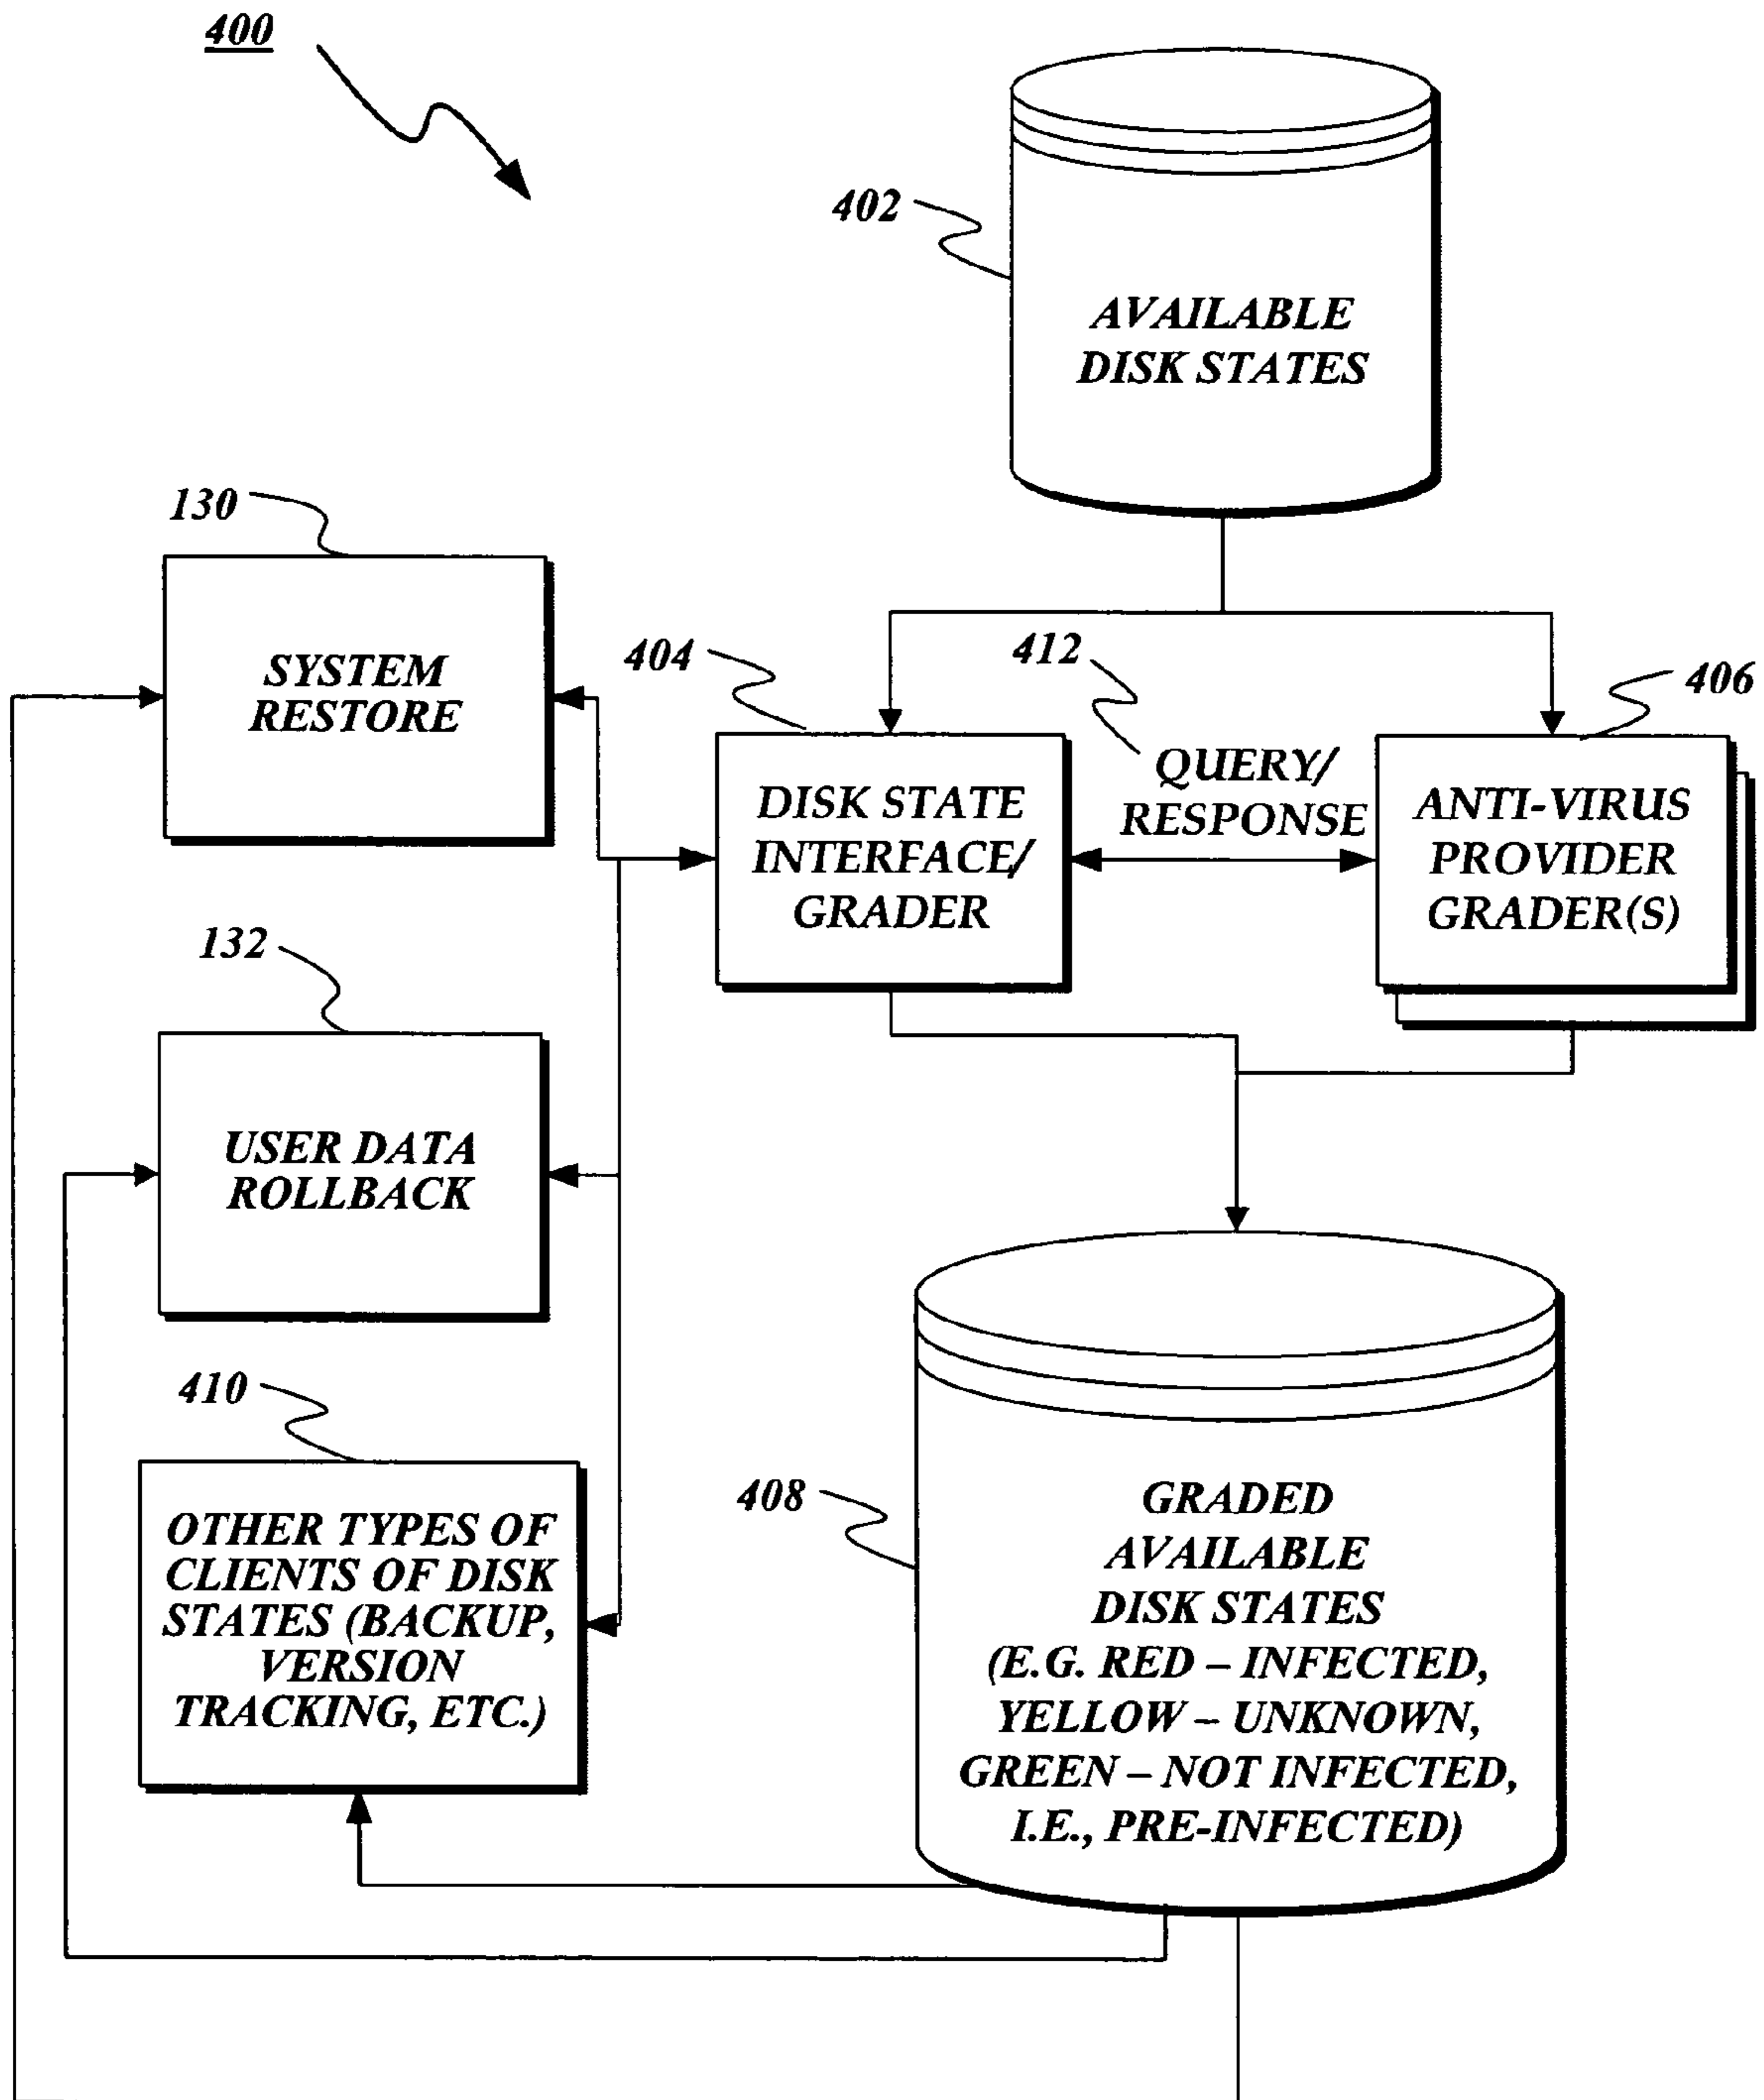 400
402
AVAILABLE
DISK STATES
130
SYSTEM
RESTORE
404
412
406
DISK STATE
INTERFACE/
GRADER
QUERY/
RESPONSE
ANTI-VIRUS
PROVIDER
GRADER(S)
132
USER DATA
ROLLBACK
410
OTHER TYPES OF
CLIENTS OF DISK
STATES (BACKUP,
VERSION
TRACKING, ETC.)
408
GRADED
AVAILABLE
DISK STATES
(E.G. RED – INFECTED,
YELLOW – UNKNOWN,
GREEN – NOT INFECTED,
I.E., PRE-INFECTED)